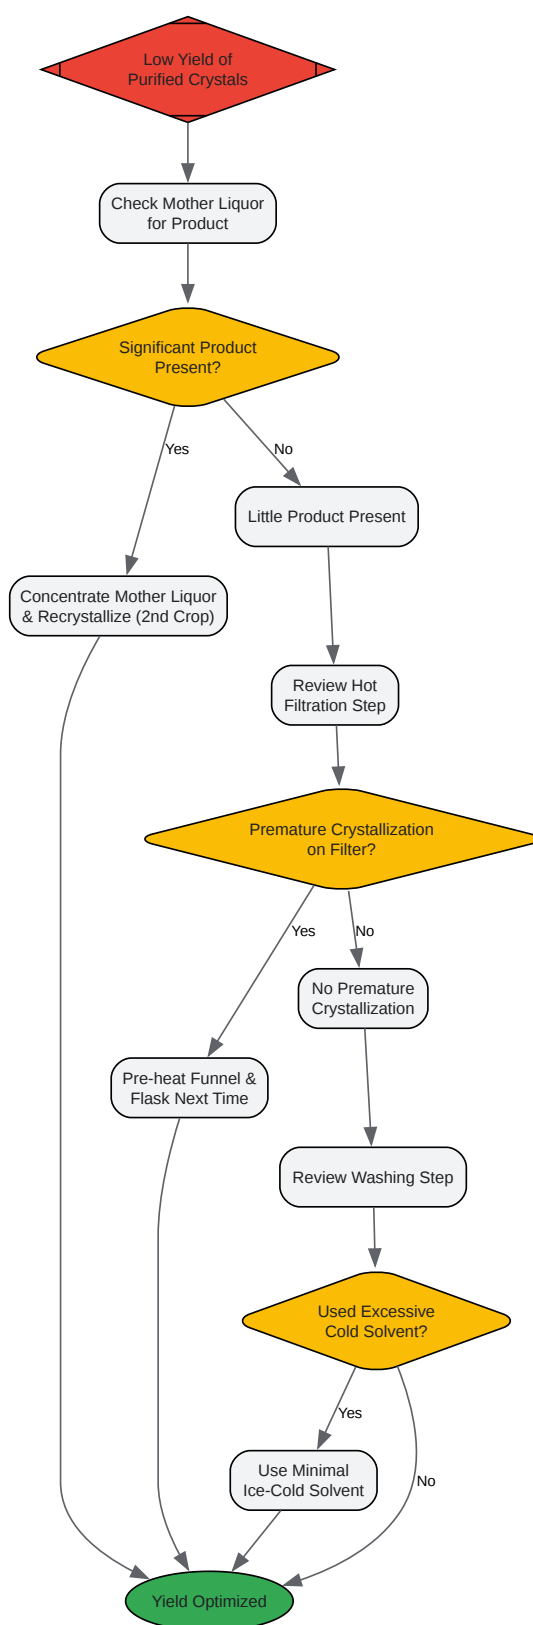 Low Yield of
Purified Crystals
Check Mother Liquor
for Product
Significant Product
Present?
Yes
No
Little Product Present
Concentrate Mother Liquor
& Recrystallize (2nd Crop)
Review Hot
Filtration Step
Premature Crystallization
on Filter?
Yes
No
No Premature
Crystallization
Pre-heat Funnel &
Flask Next Time
Review Washing Step
Used Excessive
Cold Solvent?
Yes
Use Minimal
Ice-Cold Solvent
No
Yield Optimized